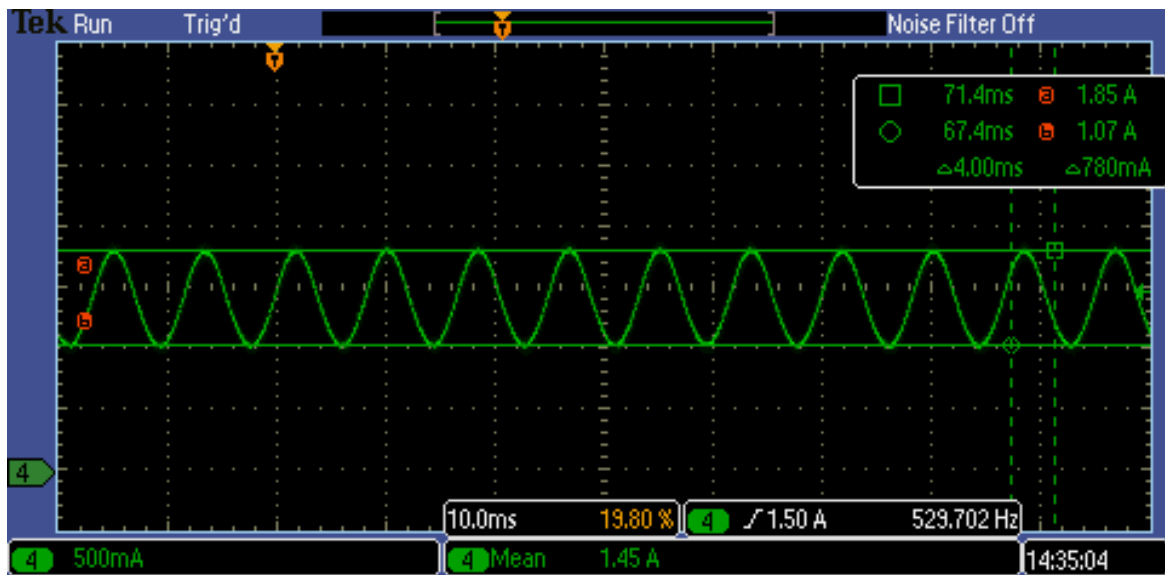 Tek Run Trig'd Noise Filter Off
T
T
71.4ms a 1.85 A
67.4ms b 1.07 A
△4.00ms △780mA
a
b
4
10.0ms 19.80 % 4 ∫ 1.50 A 529.702 Hz
4 500mA 4 Mean 1.45 A 14:35:04